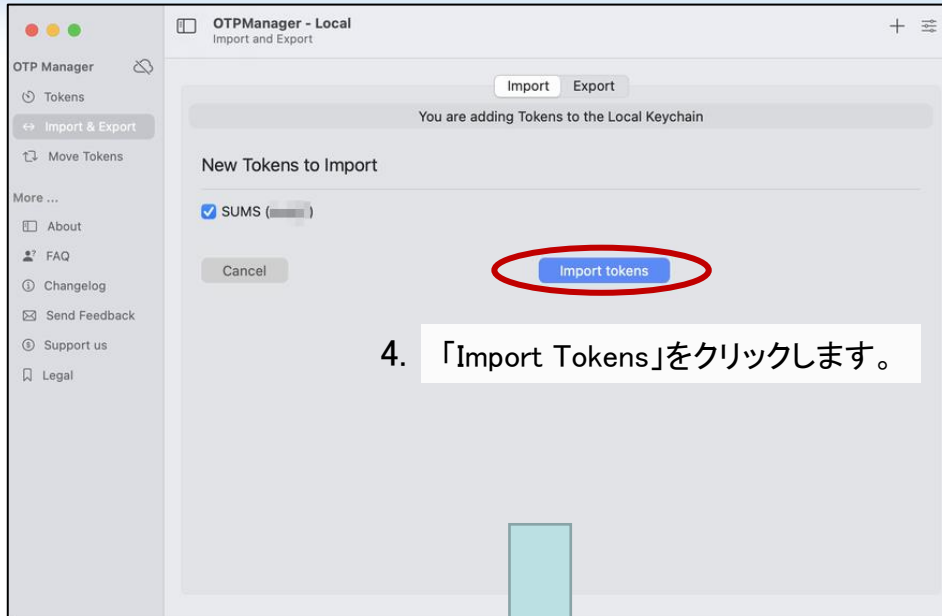 OTPManager - Local
Import and Export
OTP Manager
Tokens
Import & Export
Move Tokens
More ...
About
FAQ
Changelog
Send Feedback
Support us
Legal
Import Export
You are adding Tokens to the Local Keychain
New Tokens to Import
SUMS ( )
Cancel
Import tokens
4. 「Import Tokens」をクリックします。